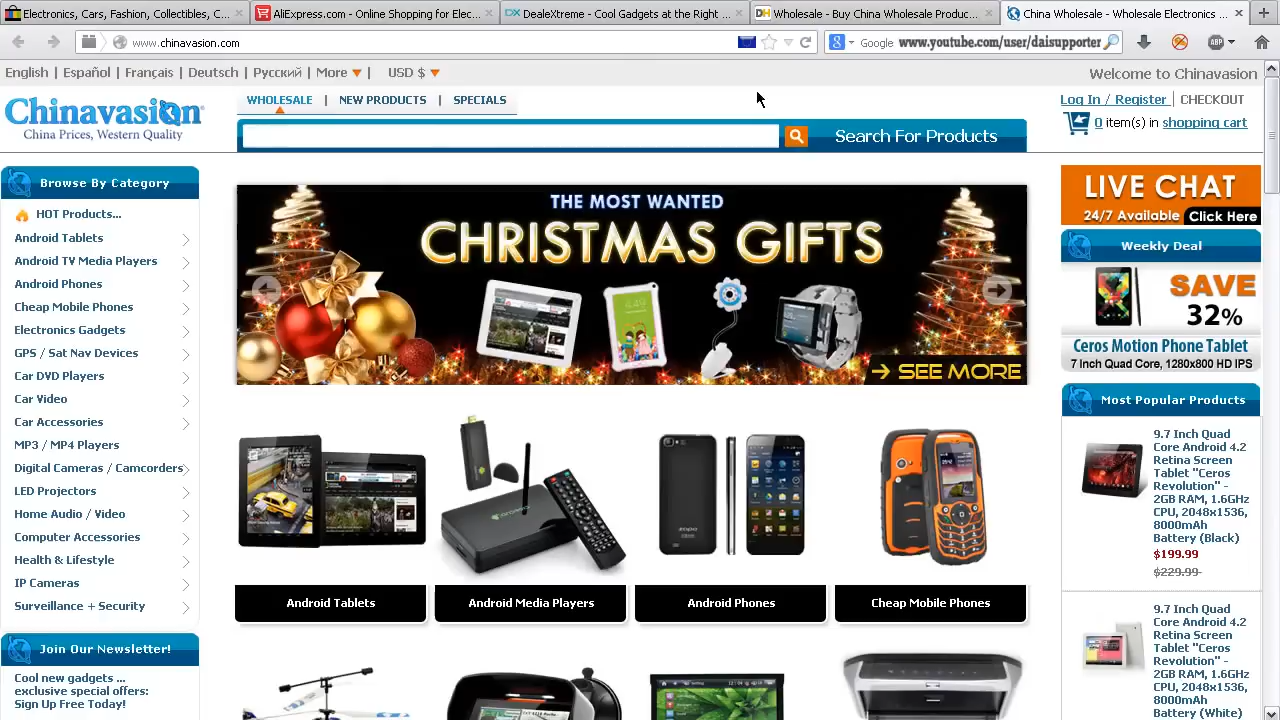 Electronics, Cars, Fashion, Collectibles, C...
AliExpress.com - Online Shopping for Elec...
DealeXtreme - Cool Gadgets at the Right ...
Wholesale - Buy China Wholesale Produc...
China Wholesale - Wholesale Electronics ...
www.chinavasion.com
Google
www.youtube.com/user/daisupporter
ABP
English | Español | Français | Deutsch | Русский | More | USD $
Welcome to Chinavasion
Chinavasion
China Prices, Western Quality
WHOLESALE | NEW PRODUCTS | SPECIALS
Log In / Register | CHECKOUT
0 item(s) in shopping cart
Search For Products
Browse By Category
HOT Products...
Android Tablets
Android TV Media Players
Android Phones
Cheap Mobile Phones
Electronics Gadgets
GPS / Sat Nav Devices
Car DVD Players
Car Video
Car Accessories
MP3 / MP4 Players
Digital Cameras / Camcorders
LED Projectors
Home Audio / Video
Computer Accessories
Health & Lifestyle
IP Cameras
Surveillance + Security
Join Our Newsletter!
Cool new gadgets ...
exclusive special offers:
Sign Up Free Today!
THE MOST WANTED
CHRISTMAS GIFTS
SEE MORE
Android Tablets
Android Media Players
Android Phones
Cheap Mobile Phones
LIVE CHAT
24/7 Available Click Here
Weekly Deal
SAVE
32%
Ceros Motion Phone Tablet
7 Inch Quad Core, 1280x800 HD IPS
Most Popular Products
9.7 Inch Quad
Core Android 4.2
Retina Screen
Tablet "Ceros
Revolution" -
2GB RAM, 1.6GHz
CPU, 2048x1536,
8000mAh
Battery (Black)
$199.99
$229.99
9.7 Inch Quad
Core Android 4.2
Retina Screen
Tablet "Ceros
Revolution" -
2GB RAM, 1.6GHz
CPU, 2048x1536,
8000mAh
Battery (White)